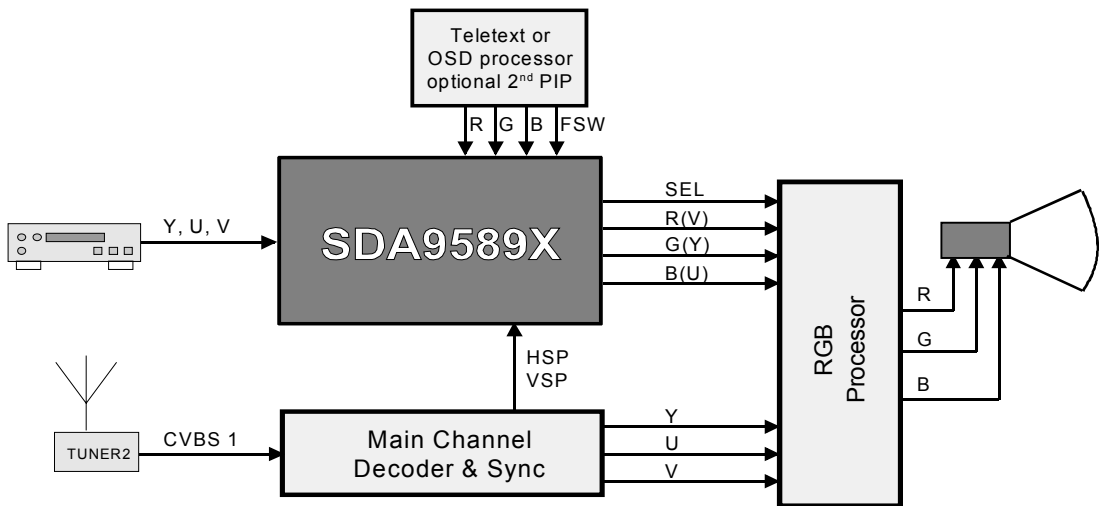 Teletext or
OSD processor
optional 2nd PIP
R G B FSW
Y, U, V
SDA9589X
SEL
R(V)
G(Y)
B(U)
HSP
VSP
TUNER2
CVBS 1
Main Channel
Decoder & Sync
Y
U
V
RGB
Processor
R
G
B